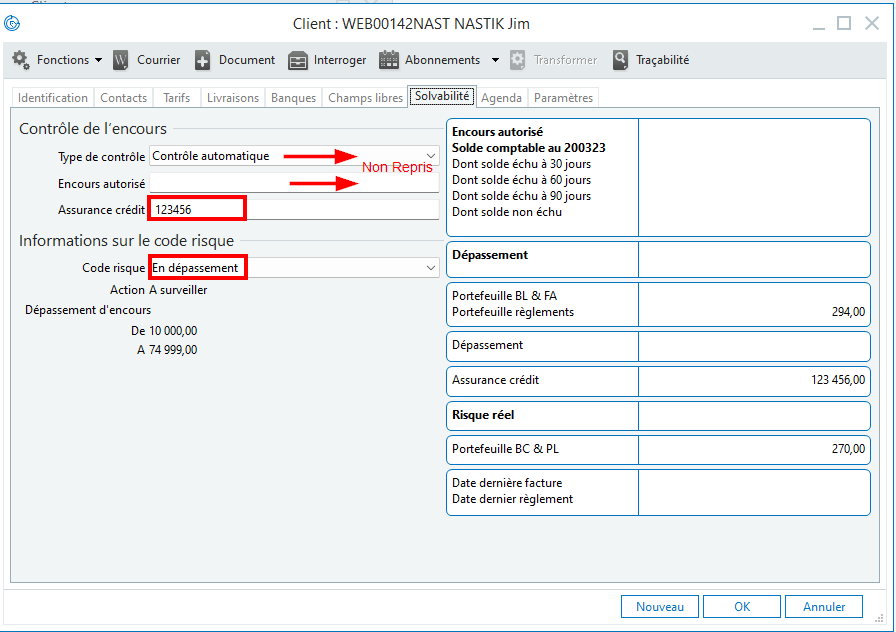 Client : WEB00142NAST NASTIK Jim
Fonctions
Courrier
Document
Interroger
Abonnements
Transformer
Traçabilité
Identification
Contacts
Tarifs
Livraisons
Banques
Champs libres
Solvabilité
Agenda
Paramètres
Contrôle de l'encours
Type de contrôle Contrôle automatique
Non Repris
Encours autorisé
Assurance crédit 123456
Informations sur le code risque
Code risque En dépassement
Action A surveiller
Dépassement d'encours
De 10 000,00
A 74 999,00
Encours autorisé
Solde comptable au 200323
Dont solde échu à 30 jours
Dont solde échu à 60 jours
Dont solde échu à 90 jours
Dont solde non échu
Dépassement
Portefeuille BL & FA
Portefeuille règlements 294,00
Dépassement
Assurance crédit 123 456,00
Risque réel
Portefeuille BC & PL 270,00
Date dernière facture
Date dernier règlement
Nouveau
OK
Annuler